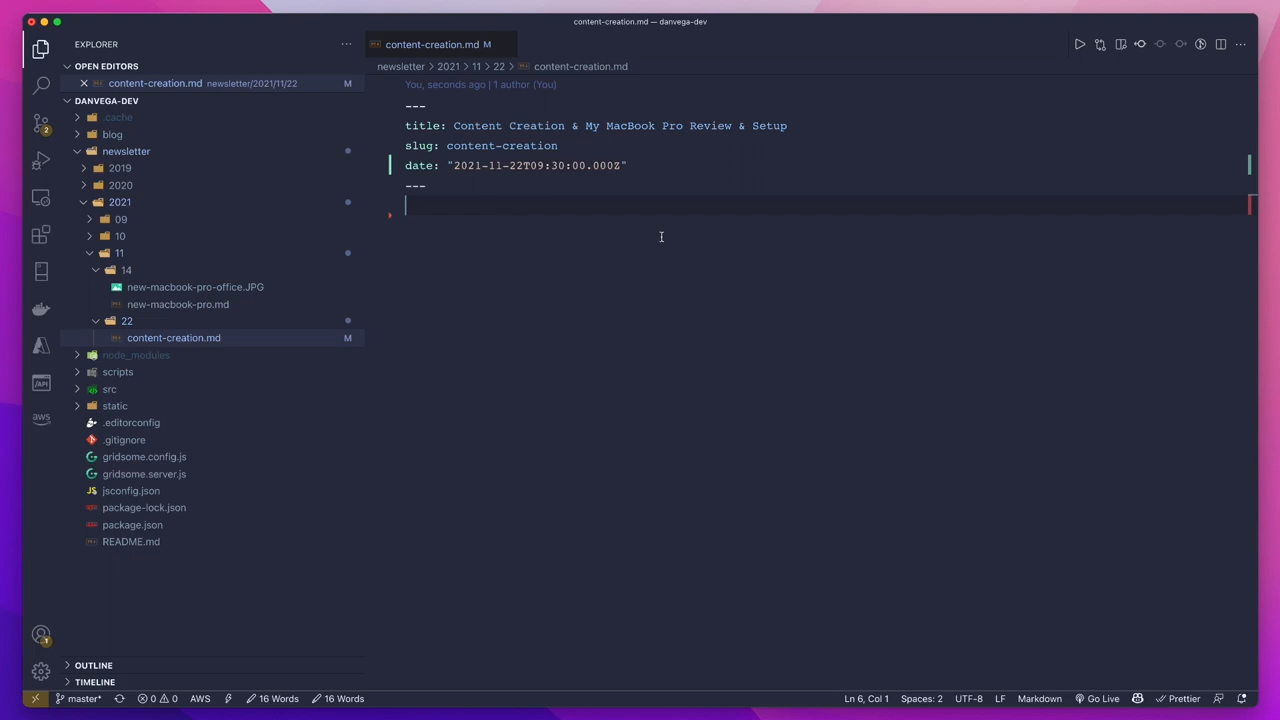 content-creation.md — danvega-dev
EXPLORER
content-creation.md M
OPEN EDITORS
content-creation.md newsletter/2021/11/22 M
newsletter > 2021 > 11 > 22 > content-creation.md
You, seconds ago | 1 author (You)
DANVEGA-DEV
.cache
blog
newsletter
2019
2020
2021
09
10
11
14
new-macbook-pro-office.JPG
new-macbook-pro.md
22
content-creation.md M
node_modules
scripts
src
static
.editorconfig
.gitignore
gridsome.config.js
gridsome.server.js
JS jsconfig.json
package-lock.json
package.json
README.md
---
title: Content Creation & My MacBook Pro Review & Setup
slug: content-creation
date: "2021-11-22T09:30:00.000Z"
---
2
/API
aws
1
OUTLINE
TIMELINE
master* 0 0 AWS 16 Words 16 Words Ln 6, Col 1 Spaces: 2 UTF-8 LF Markdown Go Live Prettier